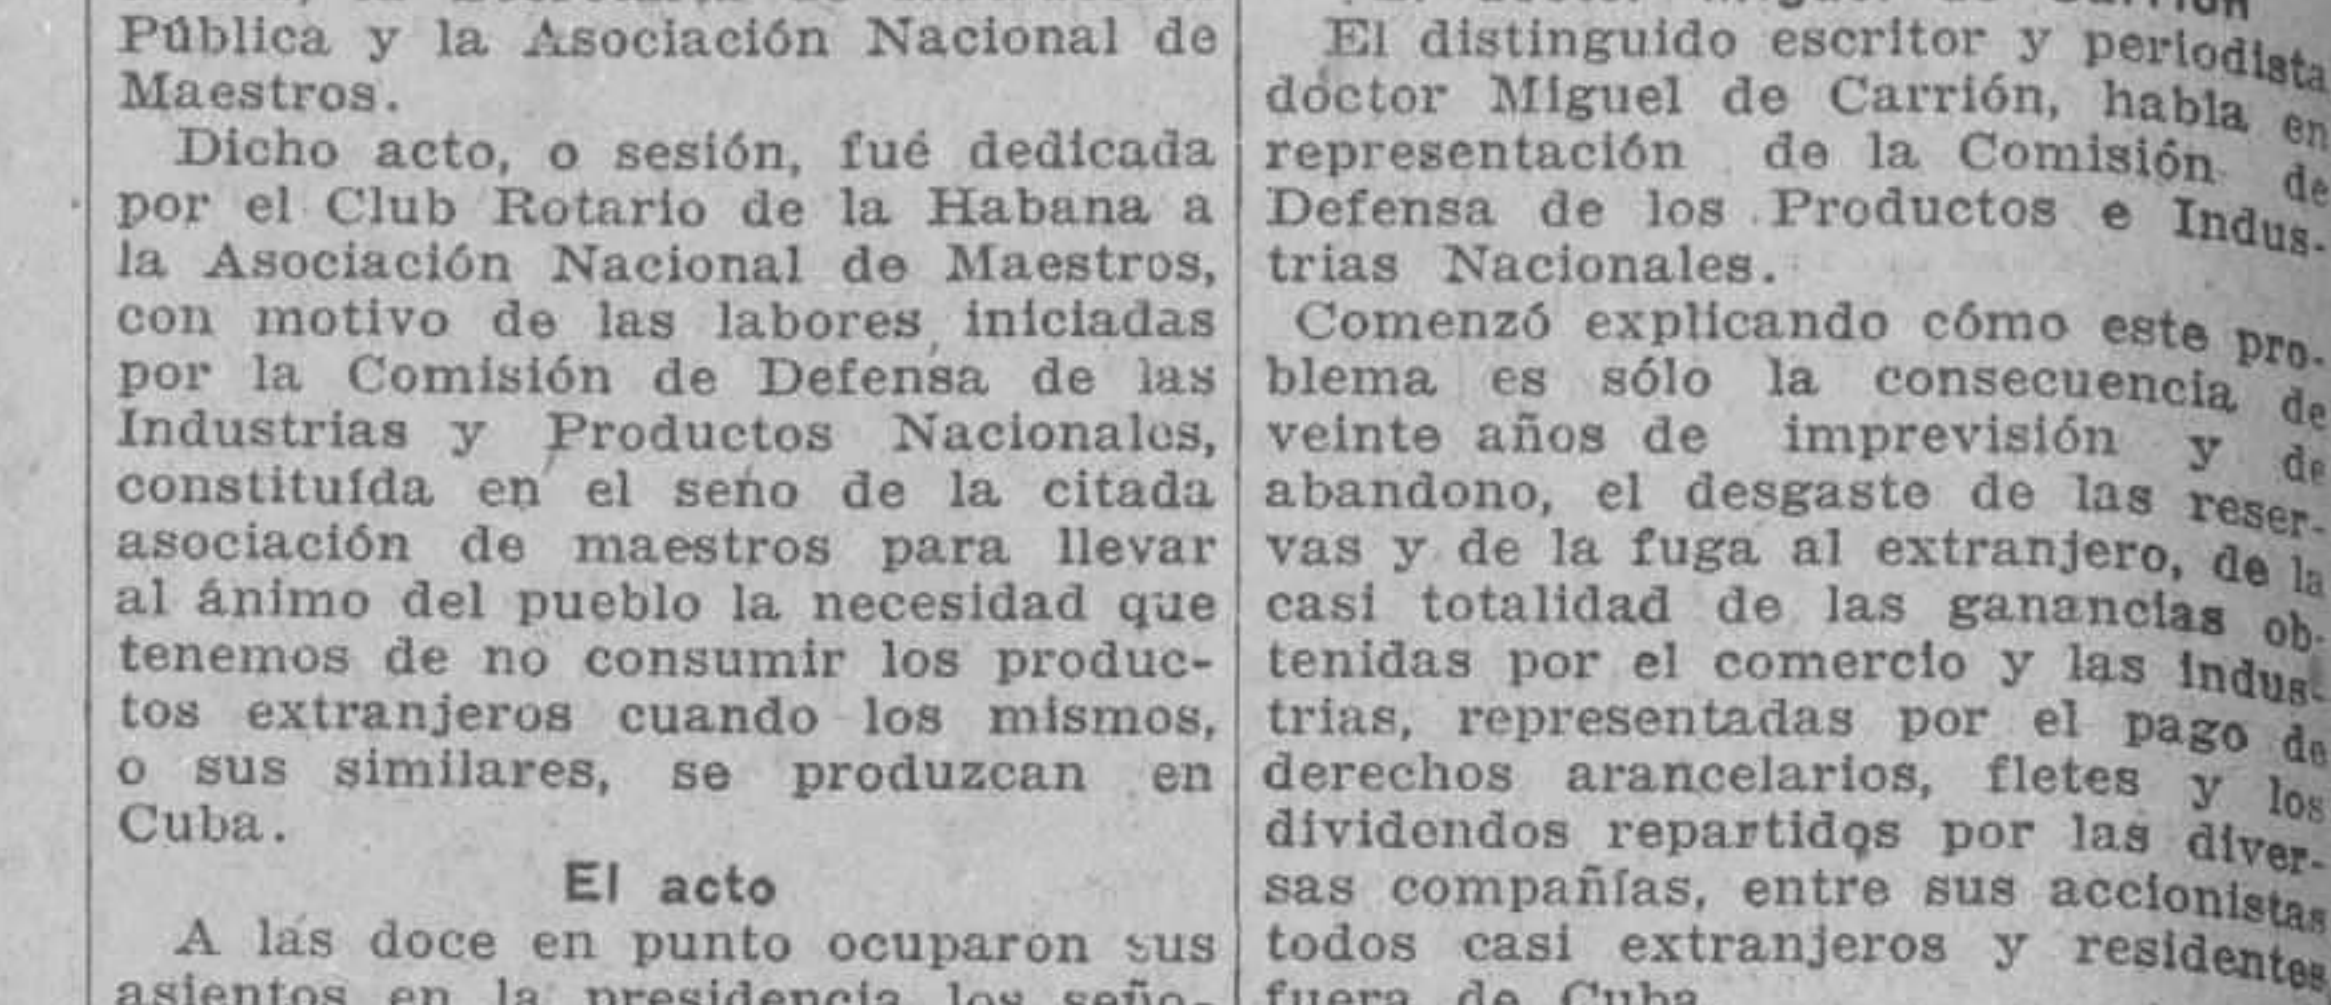 Pública y la Asociación Nacional de
Maestros.
Dicho acto, o sesión, fué dedicada
por el Club Rotario de la Habana a
la Asociación Nacional de Maestros,
con motivo de las labores iniciadas
por la Comisión de Defensa de las
Industrias y Productos Nacionales,
constituída en el seno de la citada
asociación de maestros para llevar
al ánimo del pueblo la necesidad que
tenemos de no consumir los produc-
tos extranjeros cuando los mismos,
o sus similares, se produzcan en
Cuba.
El acto
A las doce en punto ocuparon sus
asientos en la presidencia los seño-
El distinguido escritor y periodista
doctor Miguel de Carrión, habla en
representación de la Comisión de
Defensa de los Productos e Indus-
trias Nacionales.
Comenzó explicando cómo este pro-
blema es sólo la consecuencia de
veinte años de imprevisión y de
abandono, el desgaste de las reser-
vas y de la fuga al extranjero, de la
casi totalidad de las ganancias ob-
tenidas por el comercio y las indus-
trias, representadas por el pago de
derechos arancelarios, fletes y los
dividendos repartidos por las diver-
sas compañías, entre sus accionistas
todos casi extranjeros y residentes
fuera de Cuba